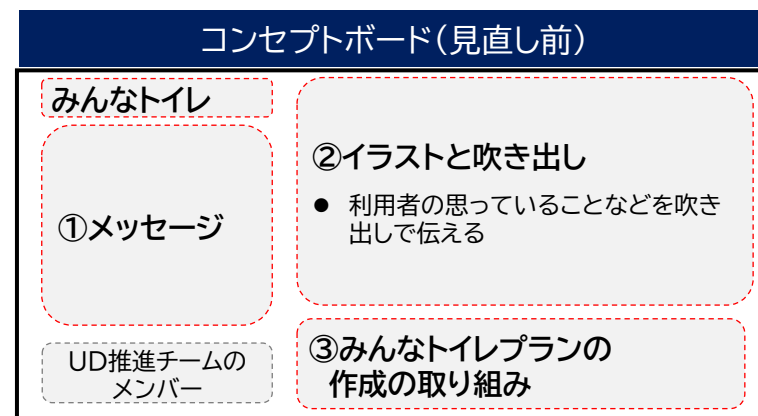 コンセプトボード（見直し前）
みんなトイレ
①メッセージ
UD推進チームの
メンバー
②イラストと吹き出し
● 利用者の思っていることなどを吹き
出しで伝える
③みんなトイレプランの
作成の取り組み